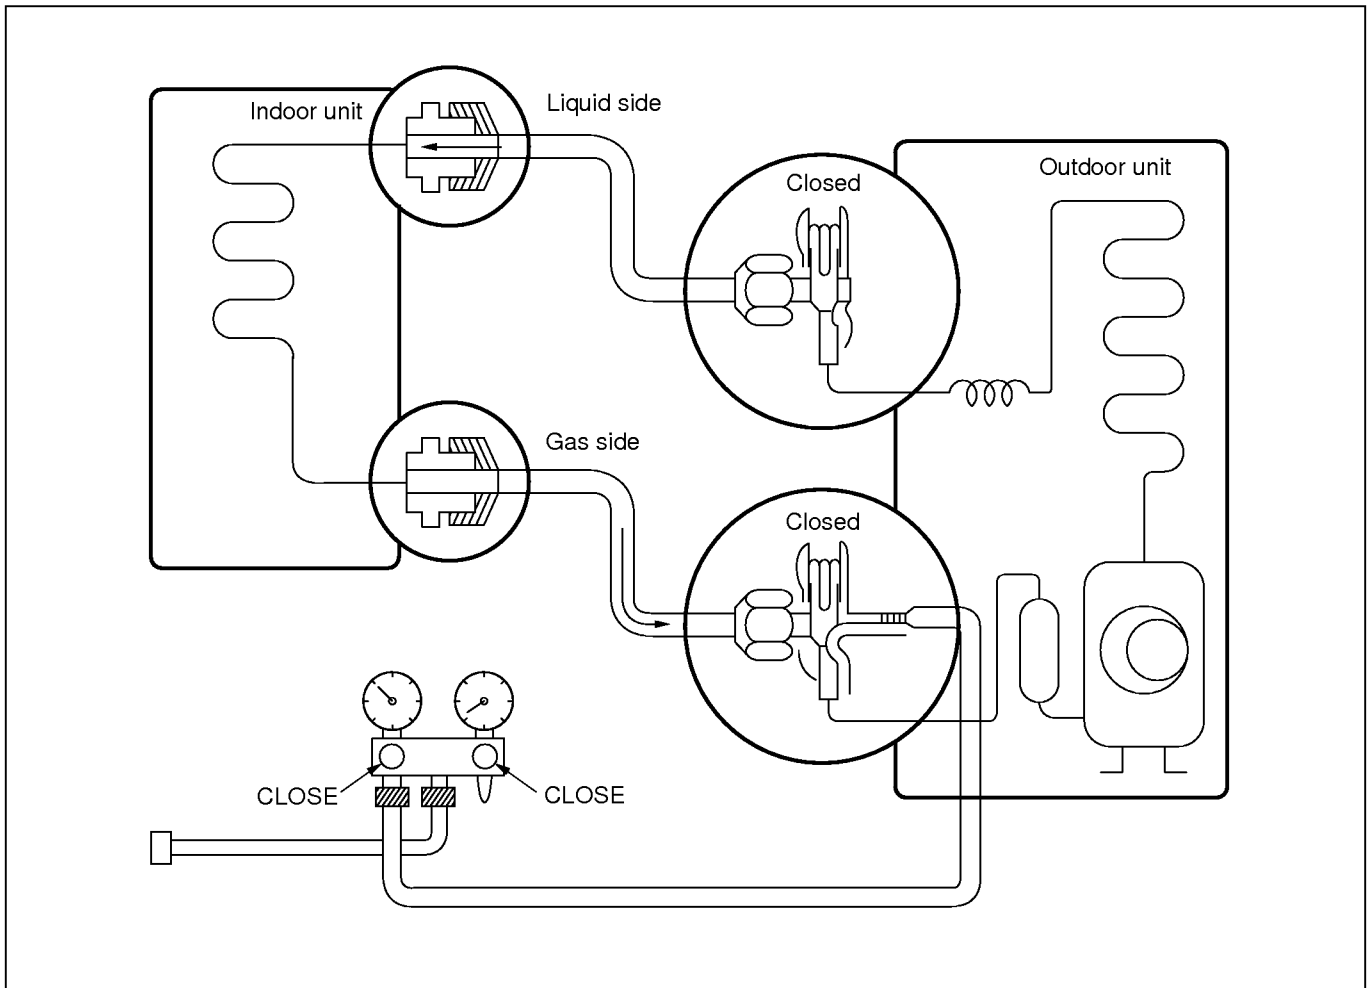 Indoor unit
Liquid side
Closed
Outdoor unit
Gas side
Closed
CLOSE
CLOSE